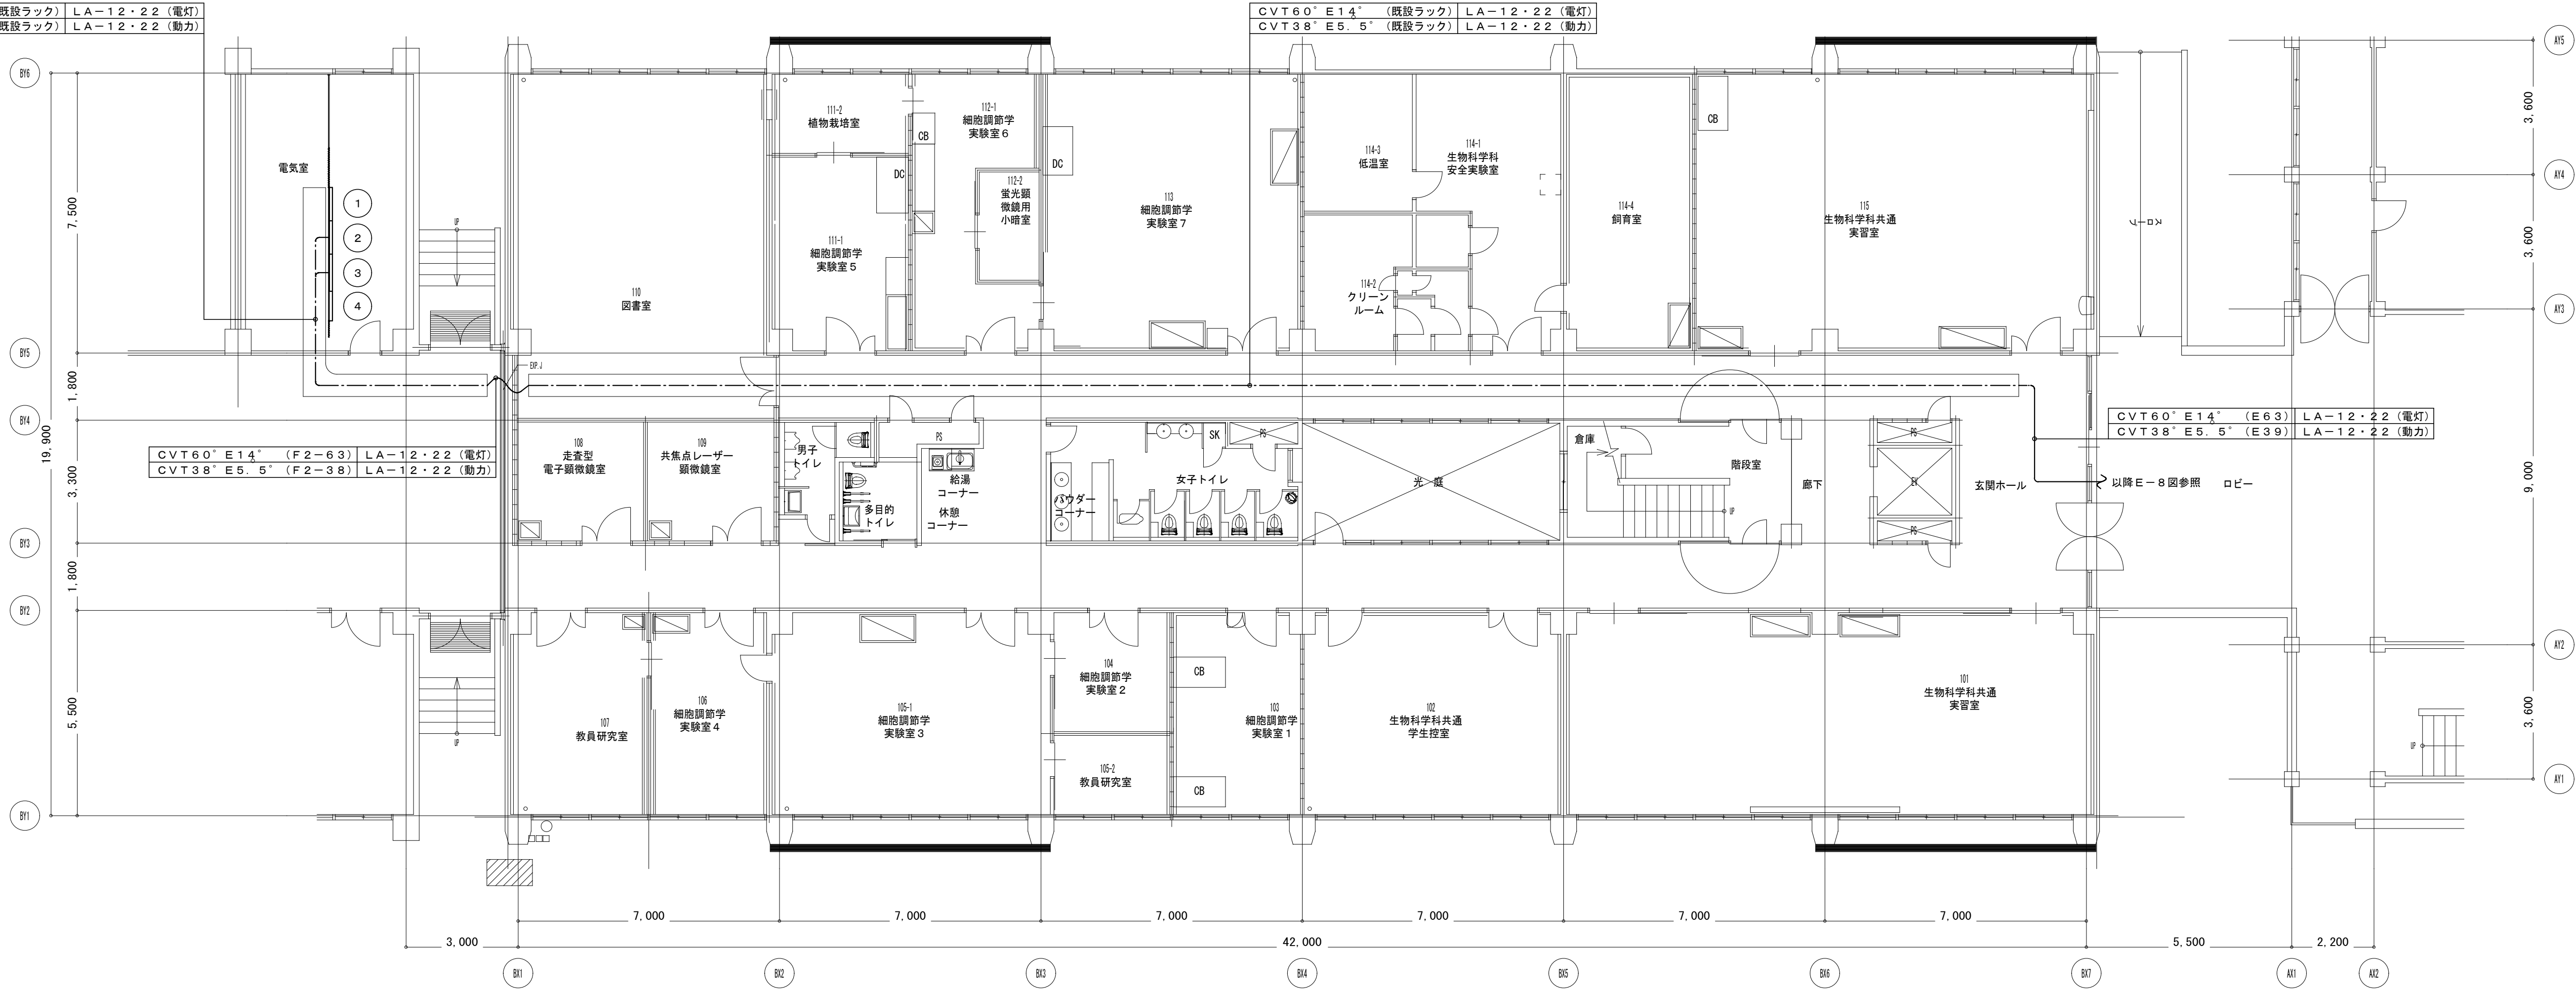 既設ラック) LA-12・22 (電灯)
既設ラック) LA-12・22 (動力)
CVT60° E14° (既設ラック) LA-12・22 (電灯)
CVT38° E5.5° (既設ラック) LA-12・22 (動力)
BY6
BY5
BY4
BY3
BY2
BY1
AY5
AY4
AY3
AY2
AY1
7,500
1,800
3,300
1,800
5,500
19,900
3,600
3,600
9,000
3,600
電気室
1
2
3
4
UP
EXP.J
110
図書室
111-2
植物栽培室
111-1
細胞調節学
実験室5
DC
CB
112-1
細胞調節学
実験室6
112-2
蛍光顕
微鏡用
小暗室
DC
113
細胞調節学
実験室7
114-3
低温室
114-1
生物科学科
安全実験室
114-2
クリーン
ルーム
114-4
飼育室
CB
115
生物科学科共通
実習室
スロープ
CVT60° E14° (F2-63) LA-12・22 (電灯)
CVT38° E5.5° (F2-38) LA-12・22 (動力)
108
走査型
電子顕微鏡室
109
共焦点レーザー
顕微鏡室
男子
トイレ
多目的
トイレ
PS
給湯
コーナー
休憩
コーナー
パウダー
コーナー
SK
PS
女子トイレ
光 庭
倉庫
UP
階段室
廊下
PS
EV
PS
玄関ホール
CVT60° E14° (E63) LA-12・22 (電灯)
CVT38° E5.5° (E39) LA-12・22 (動力)
以降E-8図参照
ロビー
UP
107
教員研究室
106
細胞調節学
実験室4
105-1
細胞調節学
実験室3
104
細胞調節学
実験室2
105-2
教員研究室
CB
CB
103
細胞調節学
実験室1
102
生物科学科共通
学生控室
101
生物科学科共通
実習室
UP
7,000
7,000
7,000
7,000
7,000
7,000
3,000
42,000
5,500
2,200
BX1
BX2
BX3
BX4
BX5
BX6
BX7
AX1
AX2